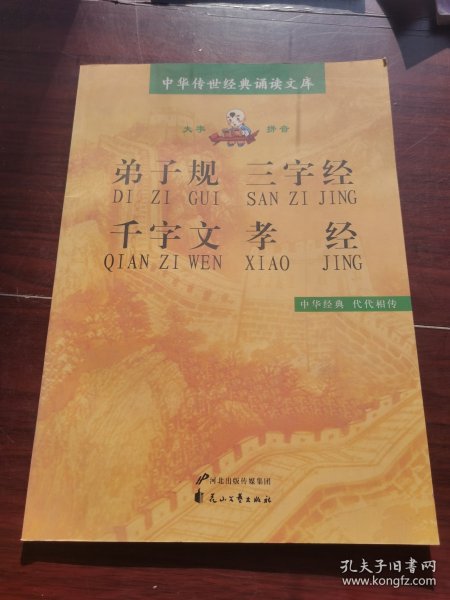 中华传世经典诵读文库
大字 拼音
弟子规 三字经
DI ZI GUI SAN ZI JING
千字文 孝 经
QIAN ZI WEN XIAO JING
中华经典 代代相传
河北出版传媒集团
花山文艺出版社
孔夫子旧书网
www.kongfz.com